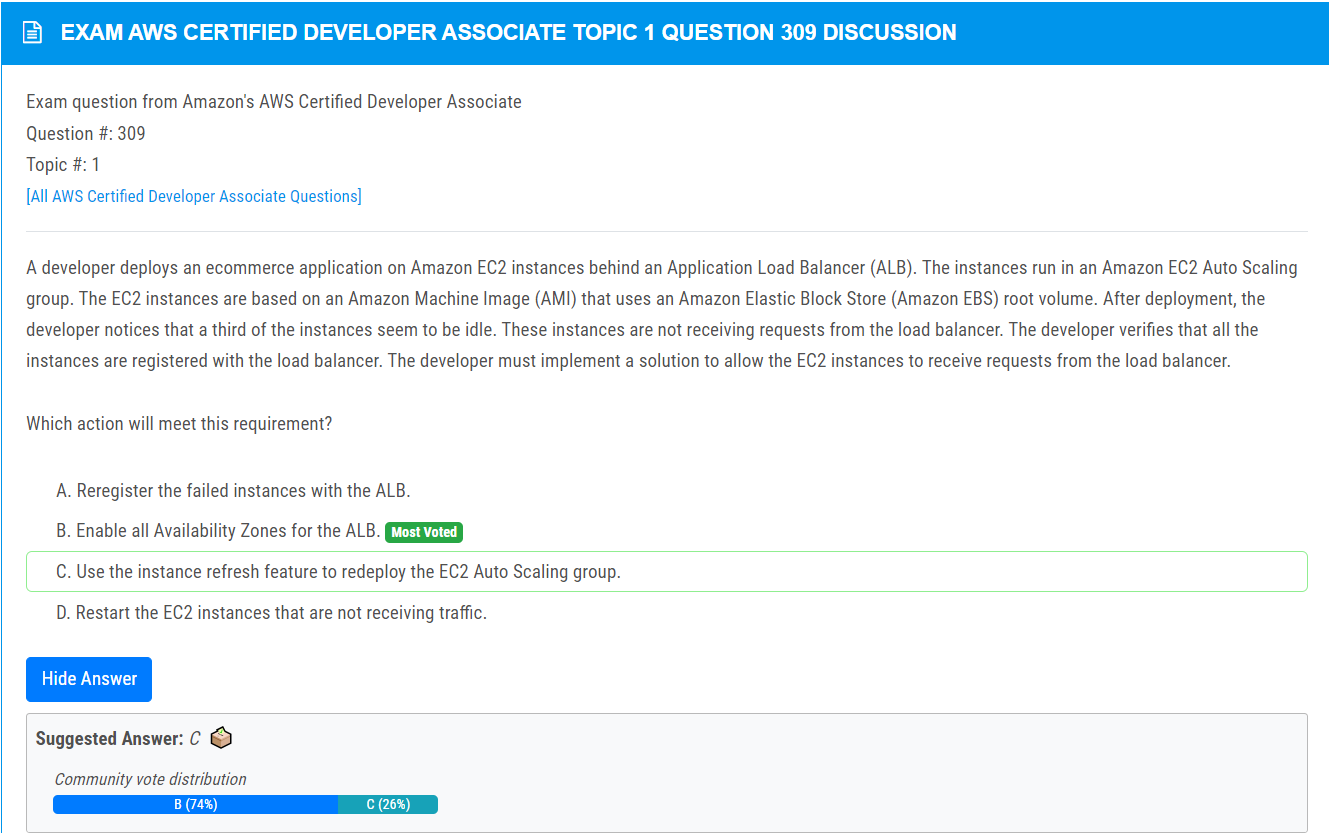 EXAM AWS CERTIFIED DEVELOPER ASSOCIATE TOPIC 1 QUESTION 309 DISCUSSION
Exam question from Amazon's AWS Certified Developer Associate
Question #: 309
Topic #: 1
[All AWS Certified Developer Associate Questions]
A developer deploys an ecommerce application on Amazon EC2 instances behind an Application Load Balancer (ALB). The instances run in an Amazon EC2 Auto Scaling
group. The EC2 instances are based on an Amazon Machine Image (AMI) that uses an Amazon Elastic Block Store (Amazon EBS) root volume. After deployment, the
developer notices that a third of the instances seem to be idle. These instances are not receiving requests from the load balancer. The developer verifies that all the
instances are registered with the load balancer. The developer must implement a solution to allow the EC2 instances to receive requests from the load balancer.
Which action will meet this requirement?
A. Reregister the failed instances with the ALB.
B. Enable all Availability Zones for the ALB. Most Voted
C. Use the instance refresh feature to redeploy the EC2 Auto Scaling group.
D. Restart the EC2 instances that are not receiving traffic.
Hide Answer
Suggested Answer: C
Community vote distribution
B (74%) C (26%)